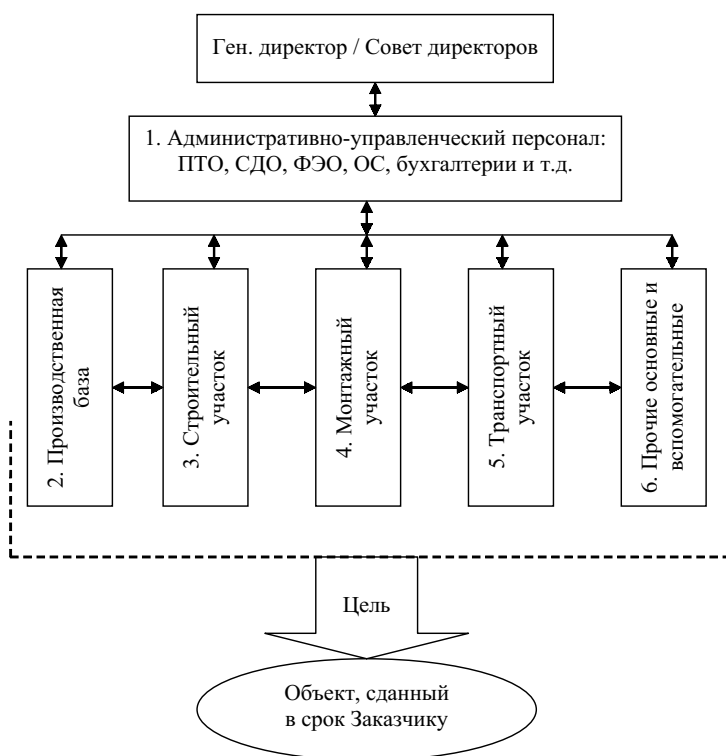 Ген. директор / Совет директоров
1. Административно-управленческий персонал:
ПТО, СДО, ФЭО, ОС, бухгалтерии и т.д.
2. Производственная
база
3. Строительный
участок
4. Монтажный
участок
5. Транспортный
участок
6. Прочие основные и
вспомогательные
Цель
Объект, сданный
в срок Заказчику